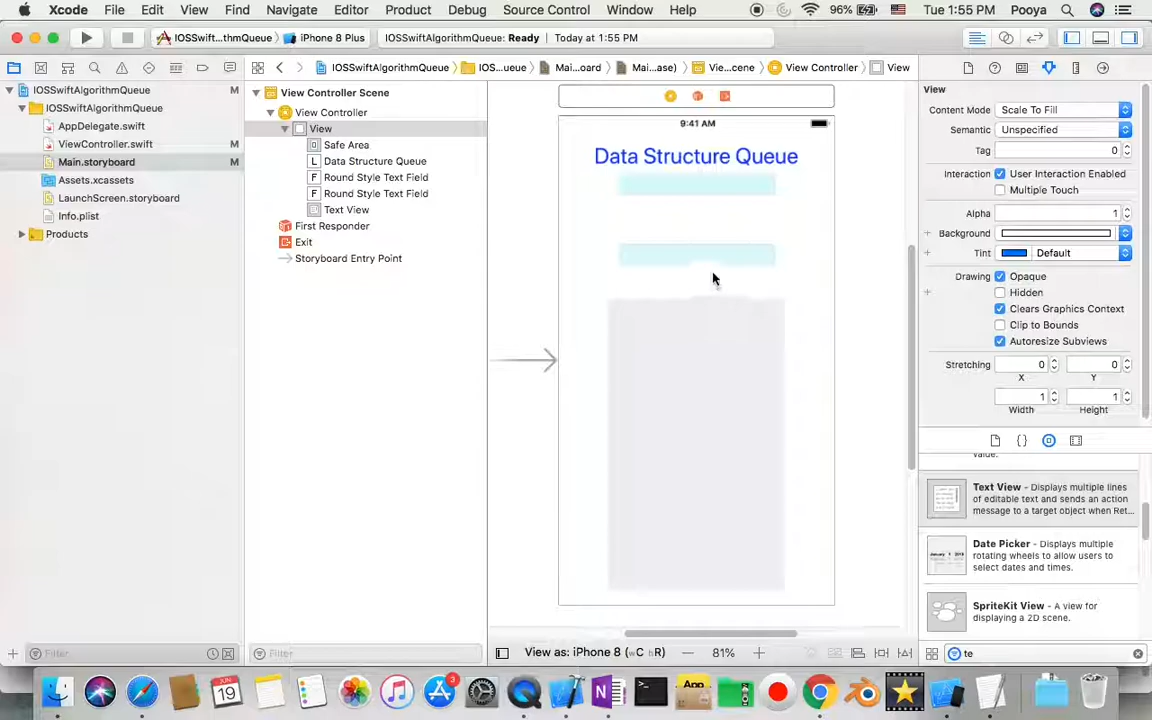 Xcode File Edit View Find Navigate Editor Product Debug Source Control Window Help 96% Tue 1:55 PM Pooya
IOSSwift...thmQueue iPhone 8 Plus IOSSwiftAlgorithmQueue: Ready Today at 1:55 PM
IOSSwiftAlgorithmQueue IOS...ueue Mai...oard Mai...ase) Vie...cene View Controller View
IOSSwiftAlgorithmQueue M
IOSSwiftAlgorithmQueue
AppDelegate.swift
ViewController.swift M
Main.storyboard M
Assets.xcassets
LaunchScreen.storyboard
Info.plist
Products
Filter
View Controller Scene
View Controller
View
Safe Area
L Data Structure Queue
F Round Style Text Field
F Round Style Text Field
Text View
First Responder
Exit
Storyboard Entry Point
Filter
9:41 AM
Data Structure Queue
View as: iPhone 8 (wC hR) 81%
View
Content Mode Scale To Fill
Semantic Unspecified
Tag 0
Interaction User Interaction Enabled
Multiple Touch
Alpha 1
Background
Tint Default
Drawing Opaque
Hidden
Clears Graphics Context
Clip to Bounds
Autoresize Subviews
Stretching 0 0
X Y
1 1
Width Height
value.
Text View - Displays multiple lines
of editable text and sends an action
message to a target object when Ret...
Date Picker - Displays multiple
rotating wheels to allow users to
select dates and times.
SpriteKit View - A view for
displaying a 2D scene.
te
NOV
19
3
App